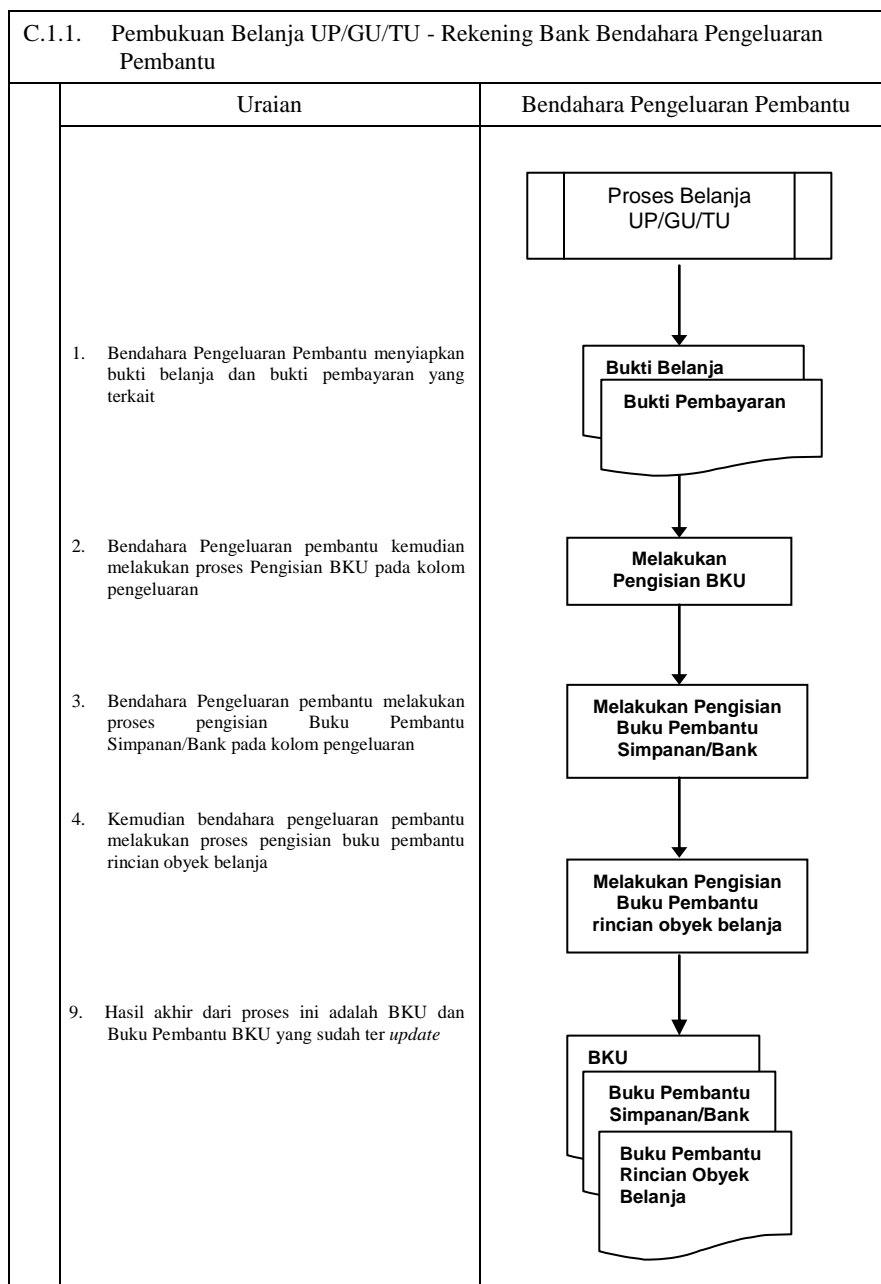 C.1.1. Pembukuan Belanja UP/GU/TU - Rekening Bank Bendahara Pengeluaran
Pembantu
Uraian
Bendahara Pengeluaran Pembantu
Proses Belanja
UP/GU/TU
1. Bendahara Pengeluaran Pembantu menyiapkan
bukti belanja dan bukti pembayaran yang
terkait
Bukti Belanja
Bukti Pembayaran
2. Bendahara Pengeluaran pembantu kemudian
melakukan proses Pengisian BKU pada kolom
pengeluaran
Melakukan
Pengisian BKU
3. Bendahara Pengeluaran pembantu melakukan
proses pengisian Buku Pembantu
Simpanan/Bank pada kolom pengeluaran
Melakukan Pengisian
Buku Pembantu
Simpanan/Bank
4. Kemudian bendahara pengeluaran pembantu
melakukan proses pengisian buku pembantu
rincian obyek belanja
Melakukan Pengisian
Buku Pembantu
rincian obyek belanja
9. Hasil akhir dari proses ini adalah BKU dan
Buku Pembantu BKU yang sudah ter update
BKU
Buku Pembantu
Simpanan/Bank
Buku Pembantu
Rincian Obyek
Belanja